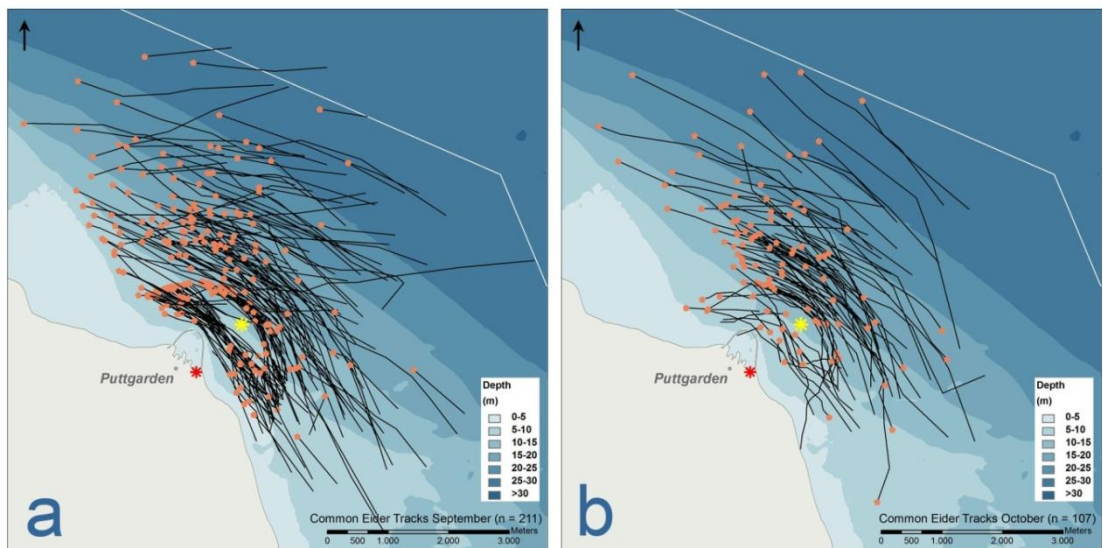 Puttgarden
Depth
(m)
0-5
5-10
10-15
15-20
20-25
25-30
>30
a
Common Eider Tracks September (n = 211)
Meters
0 500 1.000 2.000 3.000
Puttgarden
Depth
(m)
0-5
5-10
10-15
15-20
20-25
25-30
>30
b
Common Eider Tracks October (n = 107)
Meters
0 500 1.000 2.000 3.000